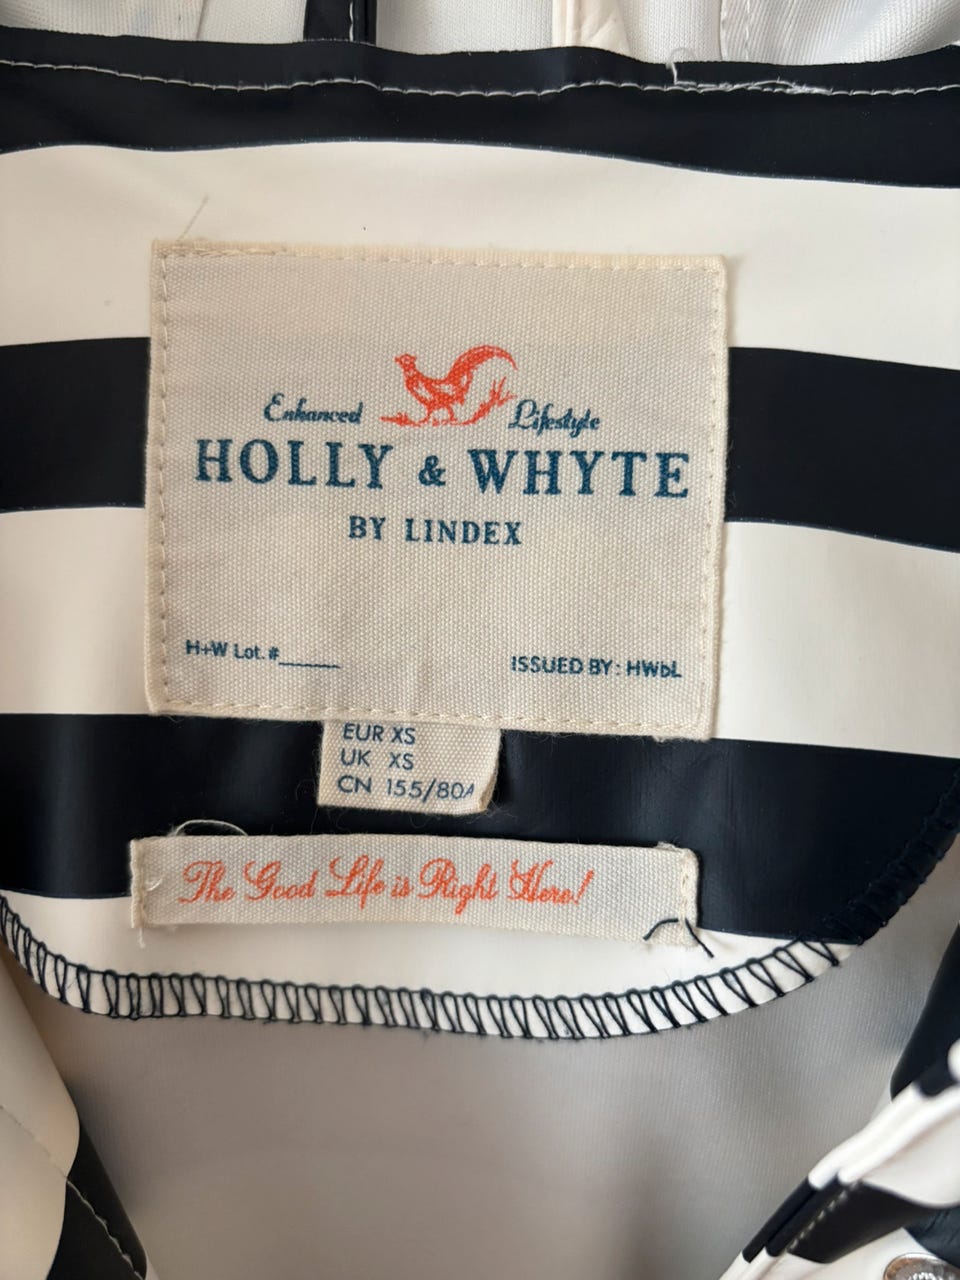 Enhanced Lifestyle
HOLLY & WHYTE
BY LINDEX
H+W Lot.#______
ISSUED BY: HWbL
EUR XS
UK XS
CN 155/80A
The Good Life is Right Here!